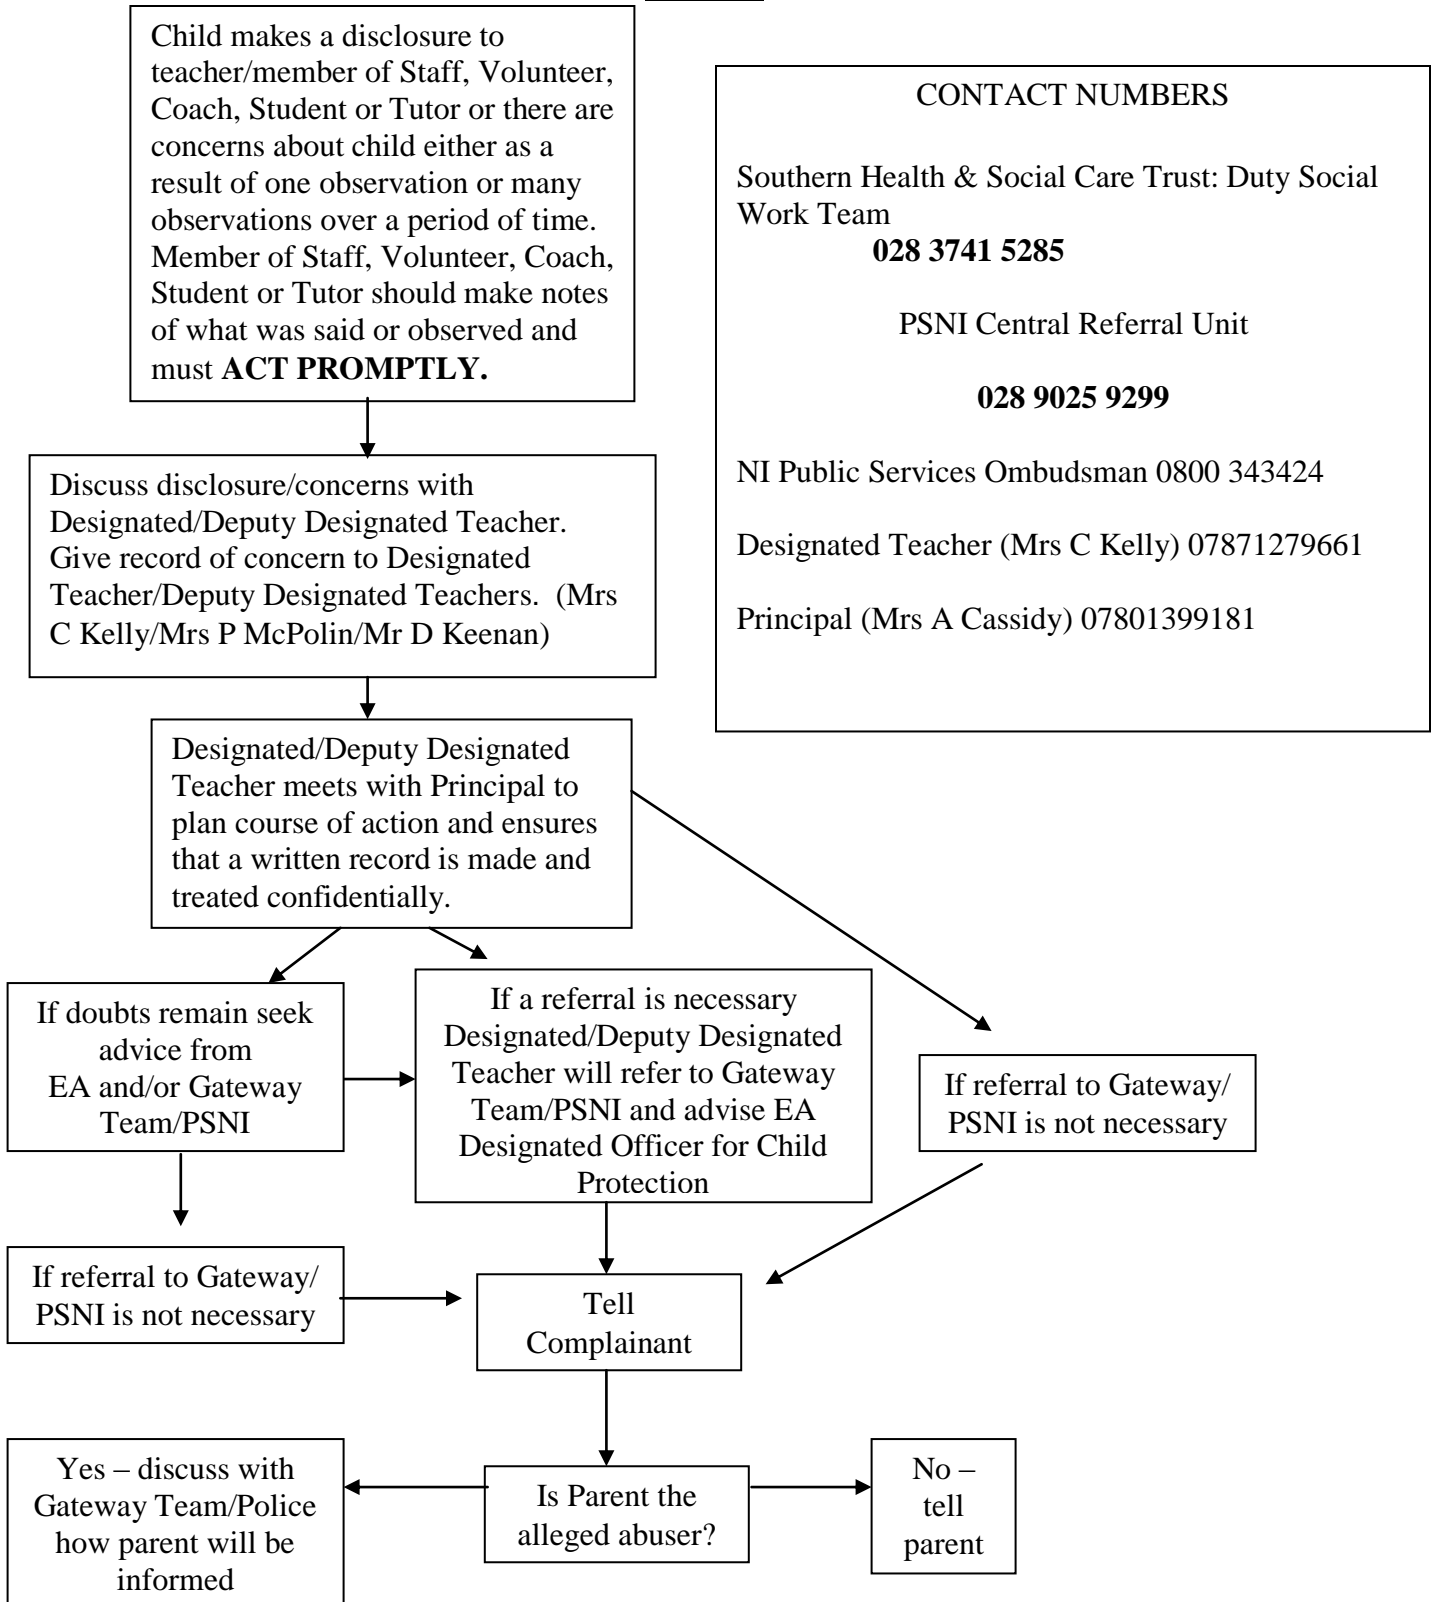 Child makes a disclosure to
teacher/member of Staff, Volunteer,
Coach, Student or Tutor or there are
concerns about child either as a
result of one observation or many
observations over a period of time.
Member of Staff, Volunteer, Coach,
Student or Tutor should make notes
of what was said or observed and
must ACT PROMPTLY.
CONTACT NUMBERS
Southern Health & Social Care Trust: Duty Social
Work Team
028 3741 5285
PSNI Central Referral Unit
028 9025 9299
NI Public Services Ombudsman 0800 343424
Designated Teacher (Mrs C Kelly) 07871279661
Principal (Mrs A Cassidy) 07801399181
Discuss disclosure/concerns with
Designated/Deputy Designated Teacher.
Give record of concern to Designated
Teacher/Deputy Designated Teachers. (Mrs
C Kelly/Mrs P McPolin/Mr D Keenan)
Designated/Deputy Designated
Teacher meets with Principal to
plan course of action and ensures
that a written record is made and
treated confidentially.
If doubts remain seek
advice from
EA and/or Gateway
Team/PSNI
If a referral is necessary
Designated/Deputy Designated
Teacher will refer to Gateway
Team/PSNI and advise EA
Designated Officer for Child
Protection
If referral to Gateway/
PSNI is not necessary
If referral to Gateway/
PSNI is not necessary
Tell
Complainant
Yes – discuss with
Gateway Team/Police
how parent will be
informed
Is Parent the
alleged abuser?
No –
tell
parent